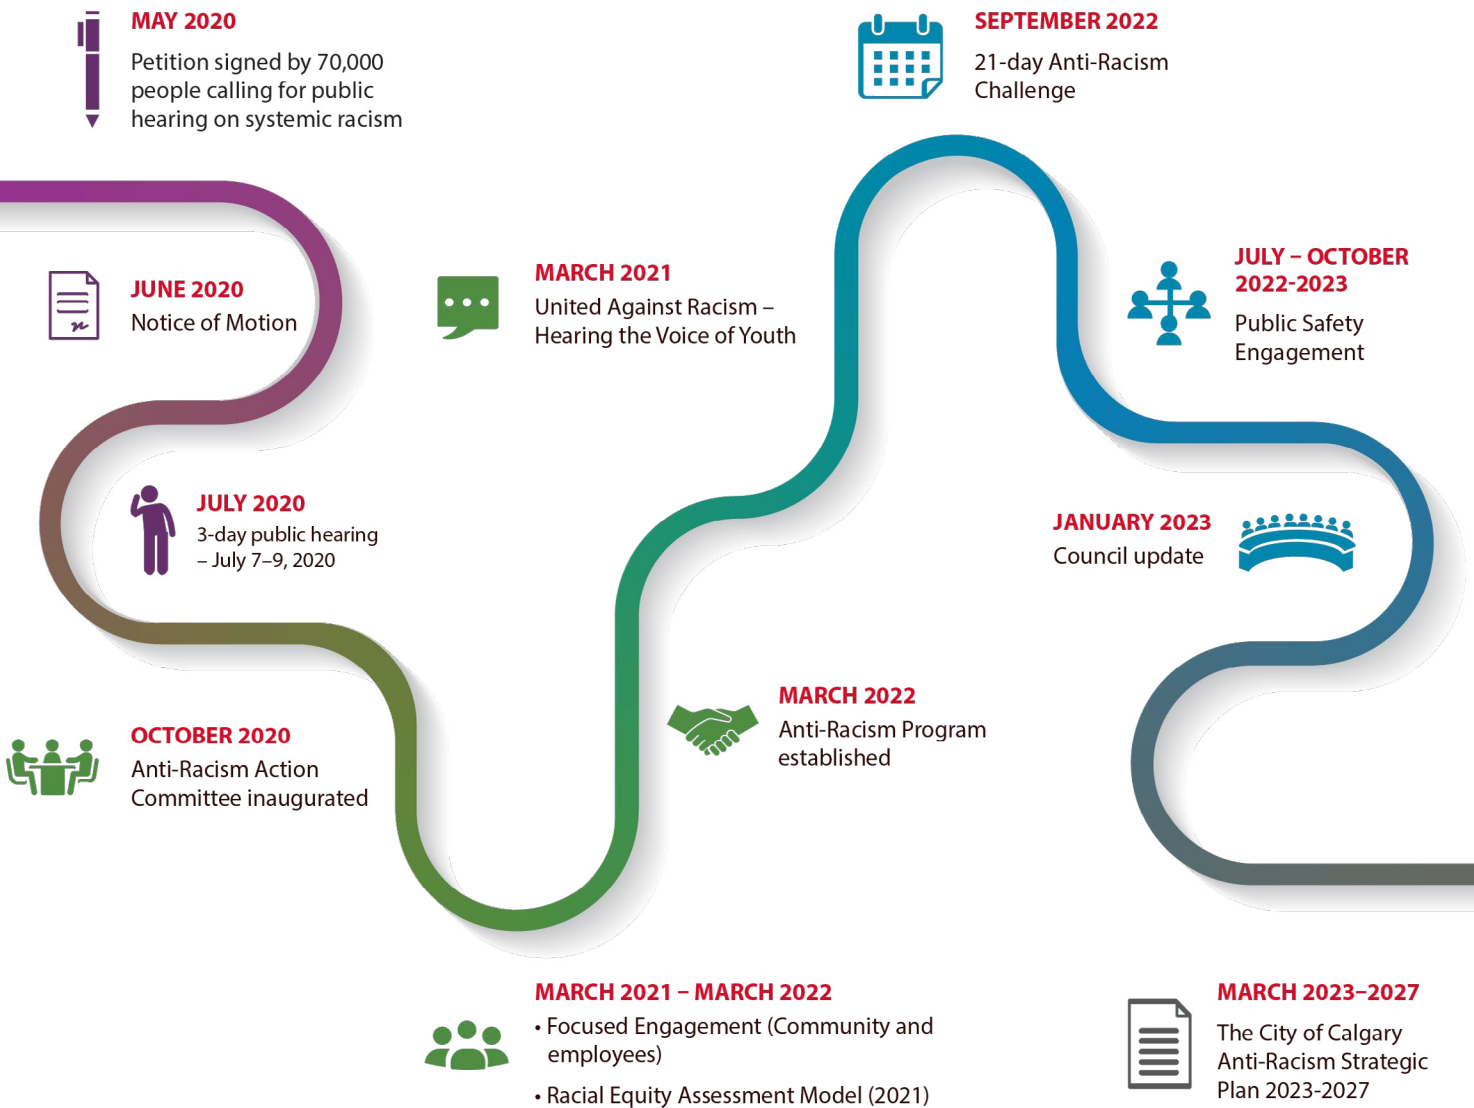 MAY 2020
Petition signed by 70,000
people calling for public
hearing on systemic racism
JUNE 2020
Notice of Motion
JULY 2020
3-day public hearing
– July 7–9, 2020
OCTOBER 2020
Anti-Racism Action
Committee inaugurated
MARCH 2021
United Against Racism –
Hearing the Voice of Youth
MARCH 2021 – MARCH 2022
• Focused Engagement (Community and
employees)
• Racial Equity Assessment Model (2021)
MARCH 2022
Anti-Racism Program
established
SEPTEMBER 2022
21-day Anti-Racism
Challenge
JULY – OCTOBER
2022-2023
Public Safety
Engagement
JANUARY 2023
Council update
MARCH 2023–2027
The City of Calgary
Anti-Racism Strategic
Plan 2023-2027